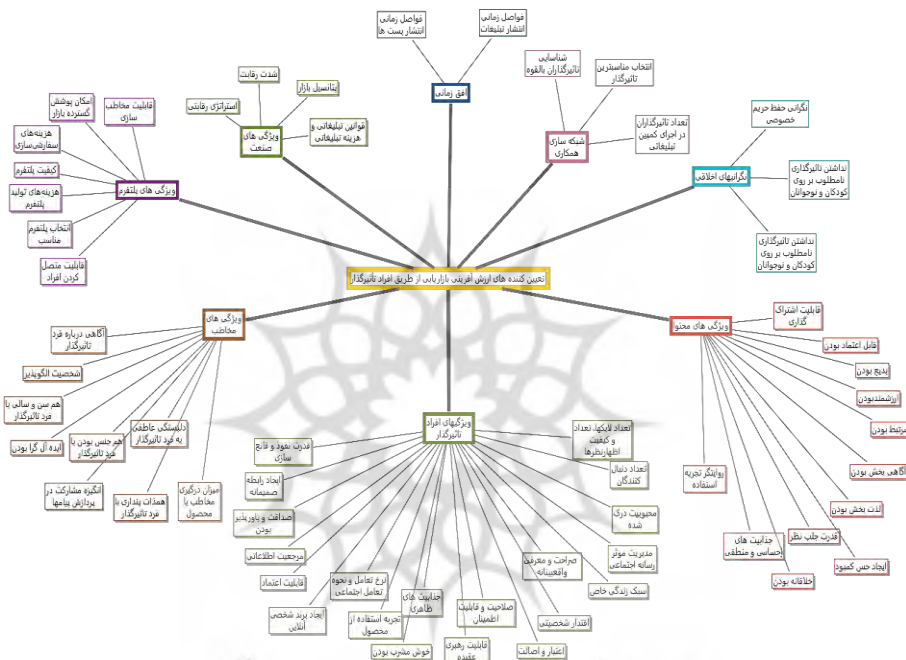 فواصل زمانی
انتشار پست ها
فواصل زمانی
انتشار تبلیغات
افق زمانی
شناسایی
تاثیرگذاران بالقوه
انتخاب مناسبترین
تاثیرگذار
تعداد تاثیرگذاران
در اجرای کمپین
تبلیغاتی
شبکه سازی
همکاری
نگرانی حفظ حریم
خصوصی
نداشتن تاثیرگذاری
نامطلوب بر روی
کودکان و نوجوانان
نداشتن تاثیرگذاری
نامطلوب بر روی
کودکان و نوجوانان
نگرانیهای اخلاقی
شدت رقابت
پتانسیل بازار
استراتژی رقابتی
قوانین تبلیغاتی و
هزینه تبلیغاتی
ویژگی های
صنعت
قابلیت مخاطب
سازی
امکان پوشش
گسترده بازار
هزینه‌های
سفارشی‌سازی
کیفیت پلتفرم
هزینه‌های تولید
پلتفرم
انتخاب پلتفرم
مناسب
قابلیت متصل
کردن افراد
ویژگی های پلتفرم
تعیین کننده های ارزش آفرینی بازاریابی از طریق افراد تأثیرگذار
ویژگی های
مخاطب
آگاهی درباره فرد
تاثیرگذار
شخصیت الگوپذیر
هم سن و سالی با
فرد تاثیرگذار
ایده آل گرا بودن
هم جنس بودن با
فرد تاثیرگذار
دلبستگی عاطفی
به فرد تاثیرگذار
انگیزه مشارکت در
پردازش پیامها
همذات پنداری با
فرد تاثیرگذار
میزان درگیری
مخاطب با
محصول
ویژگیهای افراد
تاثیرگذار
قدرت نفوذ و قانع
سازی
ایجاد رابطه
صمیمانه
صداقت و باورپذیر
بودن
مرجعیت اطلاعاتی
قابلیت اعتماد
ایجاد برند شخصی
آنلاین
نرخ تعامل و نحوه
تعامل اجتماعی
تجربه استفاده از
محصول
خوش مشرب بودن
جذابیت های
ظاهری
قابلیت رهبری
عقیده
صلاحیت و قابلیت
اطمینان
اعتبار و اصالت
اقتدار شخصیتی
صراحت و معرفی
واقعبینانه
سبک زندگی خاص
مدیریت موثر
رسانه اجتماعی
محبوبیت درک
شده
تعداد دنبال
کنندگان
تعداد لایکها، تعداد
و کیفیت
اظهارنظرها
ویژگی های محتوا
قابلیت اشتراک
گذاری
قابل اعتماد بودن
بدیع بودن
ارزشمندبودن
مرتبط بودن
آگاهی بخش بودن
لذت بخش بودن
ایجاد حس کمبود
قدرت جلب نظر
خلاقانه بودن
جذابیت های
احساسی و منطقی
روایتگر تجربه
استفاده